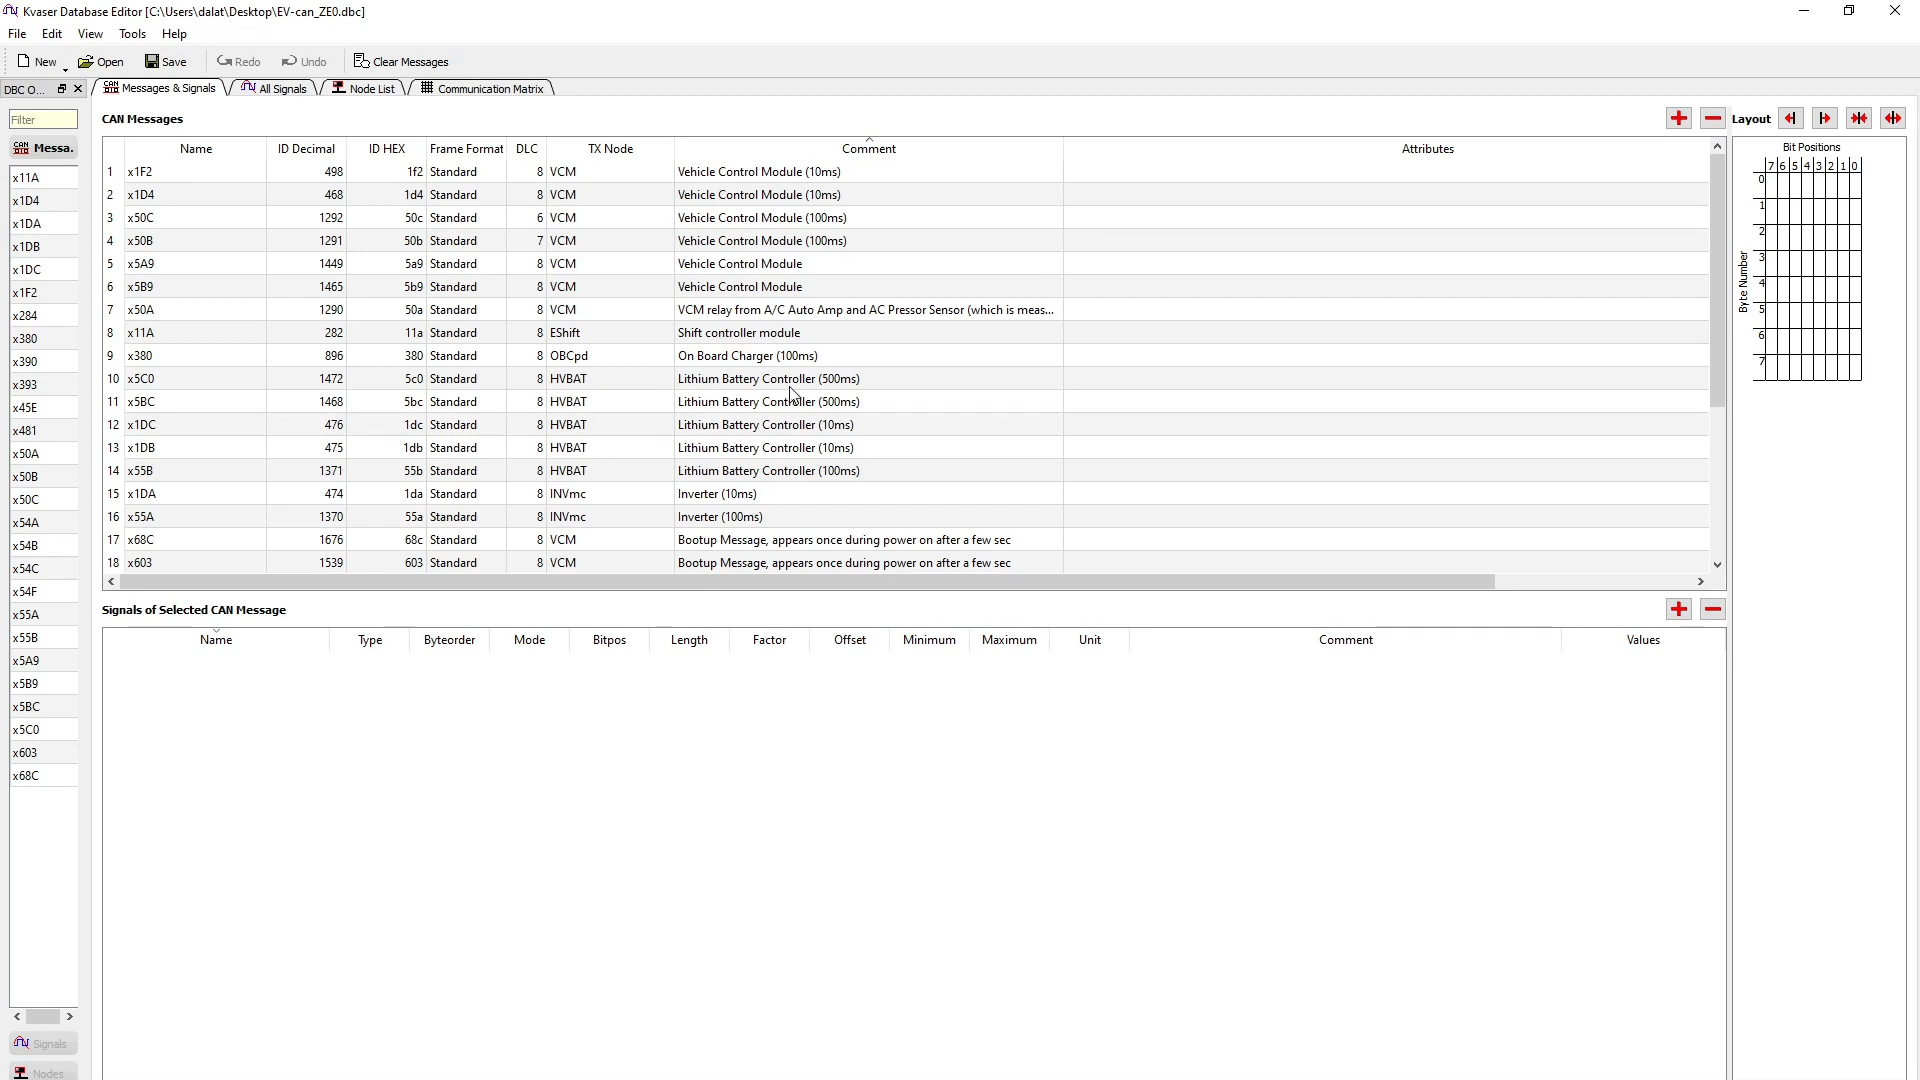 Kvaser Database Editor [C:\Users\dalat\Desktop\EV-can_ZE0.dbc]
File Edit View Tools Help
New Open Save Redo Undo Clear Messages
DBC O... Messages & Signals All Signals Node List Communication Matrix
Filter
Messa.
x11A
x1D4
x1DA
x1DB
x1DC
x1F2
x284
x380
x390
x393
x45E
x481
x50A
x50B
x50C
x54A
x54B
x54C
x54F
x55A
x55B
x5A9
x5B9
x5BC
x5C0
x603
x68C
Signals
Nodes
CAN Messages
Name ID Decimal ID HEX Frame Format DLC TX Node Comment Attributes
1 x1F2 498 1f2 Standard 8 VCM Vehicle Control Module (10ms)
2 x1D4 468 1d4 Standard 8 VCM Vehicle Control Module (10ms)
3 x50C 1292 50c Standard 6 VCM Vehicle Control Module (100ms)
4 x50B 1291 50b Standard 7 VCM Vehicle Control Module (100ms)
5 x5A9 1449 5a9 Standard 8 VCM Vehicle Control Module
6 x5B9 1465 5b9 Standard 8 VCM Vehicle Control Module
7 x50A 1290 50a Standard 8 VCM VCM relay from A/C Auto Amp and AC Pressor Sensor (which is meas...
8 x11A 282 11a Standard 8 EShift Shift controller module
9 x380 896 380 Standard 8 OBCpd On Board Charger (100ms)
10 x5C0 1472 5c0 Standard 8 HVBAT Lithium Battery Controller (500ms)
11 x5BC 1468 5bc Standard 8 HVBAT Lithium Battery Controller (500ms)
12 x1DC 476 1dc Standard 8 HVBAT Lithium Battery Controller (10ms)
13 x1DB 475 1db Standard 8 HVBAT Lithium Battery Controller (10ms)
14 x55B 1371 55b Standard 8 HVBAT Lithium Battery Controller (100ms)
15 x1DA 474 1da Standard 8 INVmc Inverter (10ms)
16 x55A 1370 55a Standard 8 INVmc Inverter (100ms)
17 x68C 1676 68c Standard 8 VCM Bootup Message, appears once during power on after a few sec
18 x603 1539 603 Standard 8 VCM Bootup Message, appears once during power on after a few sec
Signals of Selected CAN Message
Name Type Byteorder Mode Bitpos Length Factor Offset Minimum Maximum Unit Comment Values
Layout
Bit Positions
7 6 5 4 3 2 1 0
Byte Number
0
1
2
3
4
5
6
7